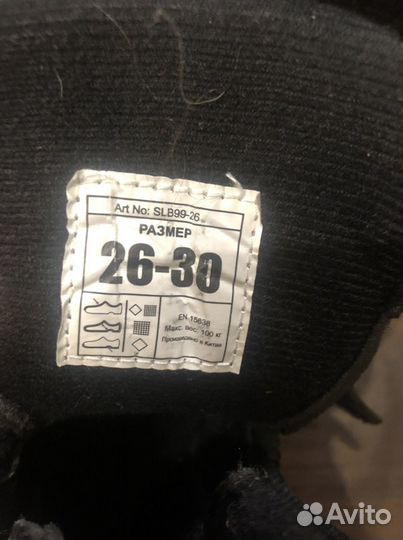 Art No: SLB99-26
РАЗМЕР
26-30
EN 15638
Макс. вес: 100 кг
Произведено в Китае
Avito